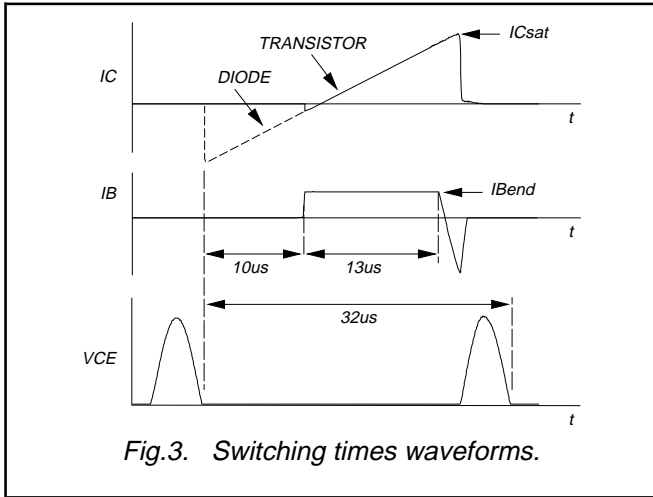 ICsat
TRANSISTOR
IC
DIODE
t
IB
IBend
t
10us
13us
32us
VCE
t
Fig.3. Switching times waveforms.